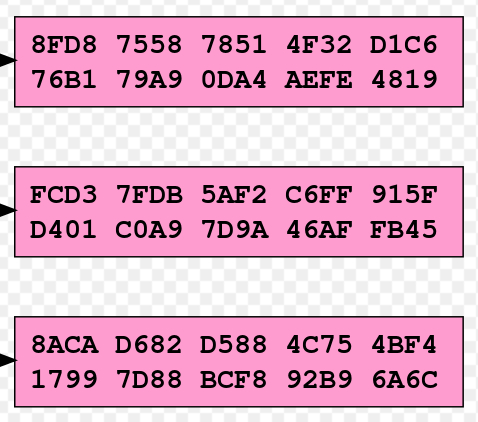 8FD8 7558 7851 4F32 D1C6
76B1 79A9 0DA4 AEFE 4819
FCD3 7FDB 5AF2 C6FF 915F
D401 C0A9 7D9A 46AF FB45
8ACA D682 D588 4C75 4BF4
1799 7D88 BCF8 92B9 6A6C